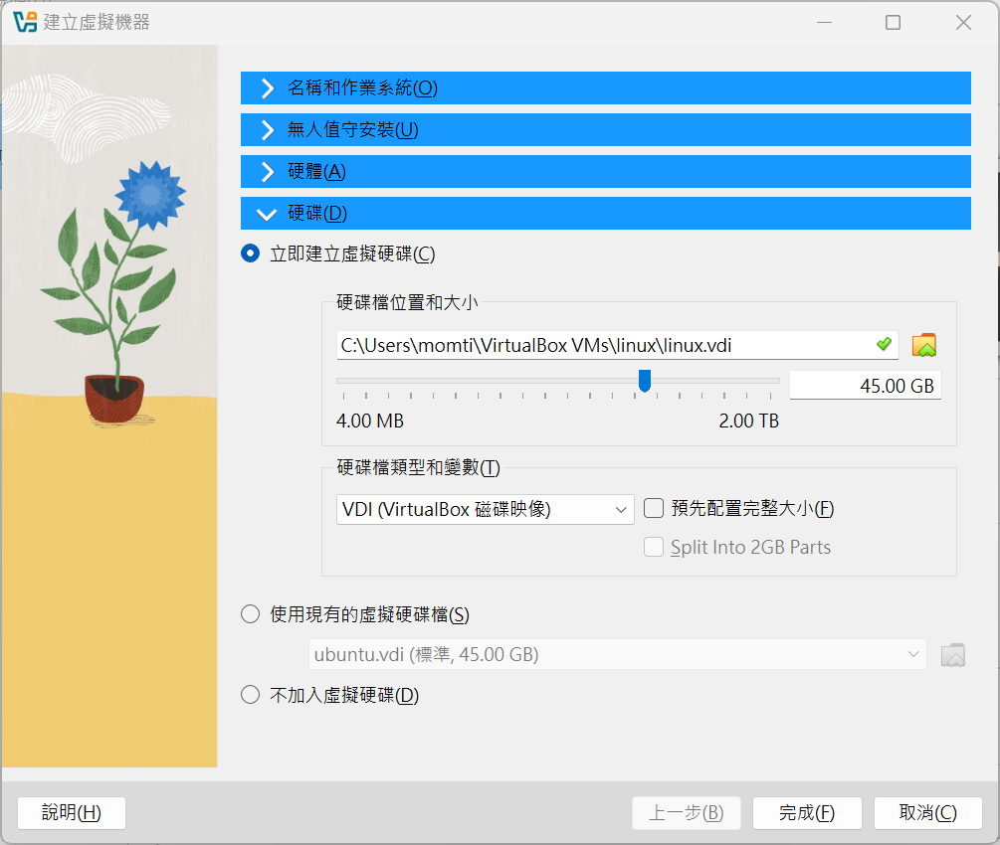 建立虛擬機器
名稱和作業系統(O)
無人值守安裝(U)
硬體(A)
硬碟(D)
立即建立虛擬硬碟(C)
硬碟檔位置和大小
C:\Users\momti\VirtualBox VMs\linux\linux.vdi
45.00 GB
4.00 MB 2.00 TB
硬碟檔類型和變數(T)
VDI (VirtualBox 磁碟映像) 預先配置完整大小(F)
Split Into 2GB Parts
使用現有的虛擬硬碟檔(S)
ubuntu.vdi (標準, 45.00 GB)
不加入虛擬硬碟(D)
說明(H) 上一步(B) 完成(F) 取消(C)